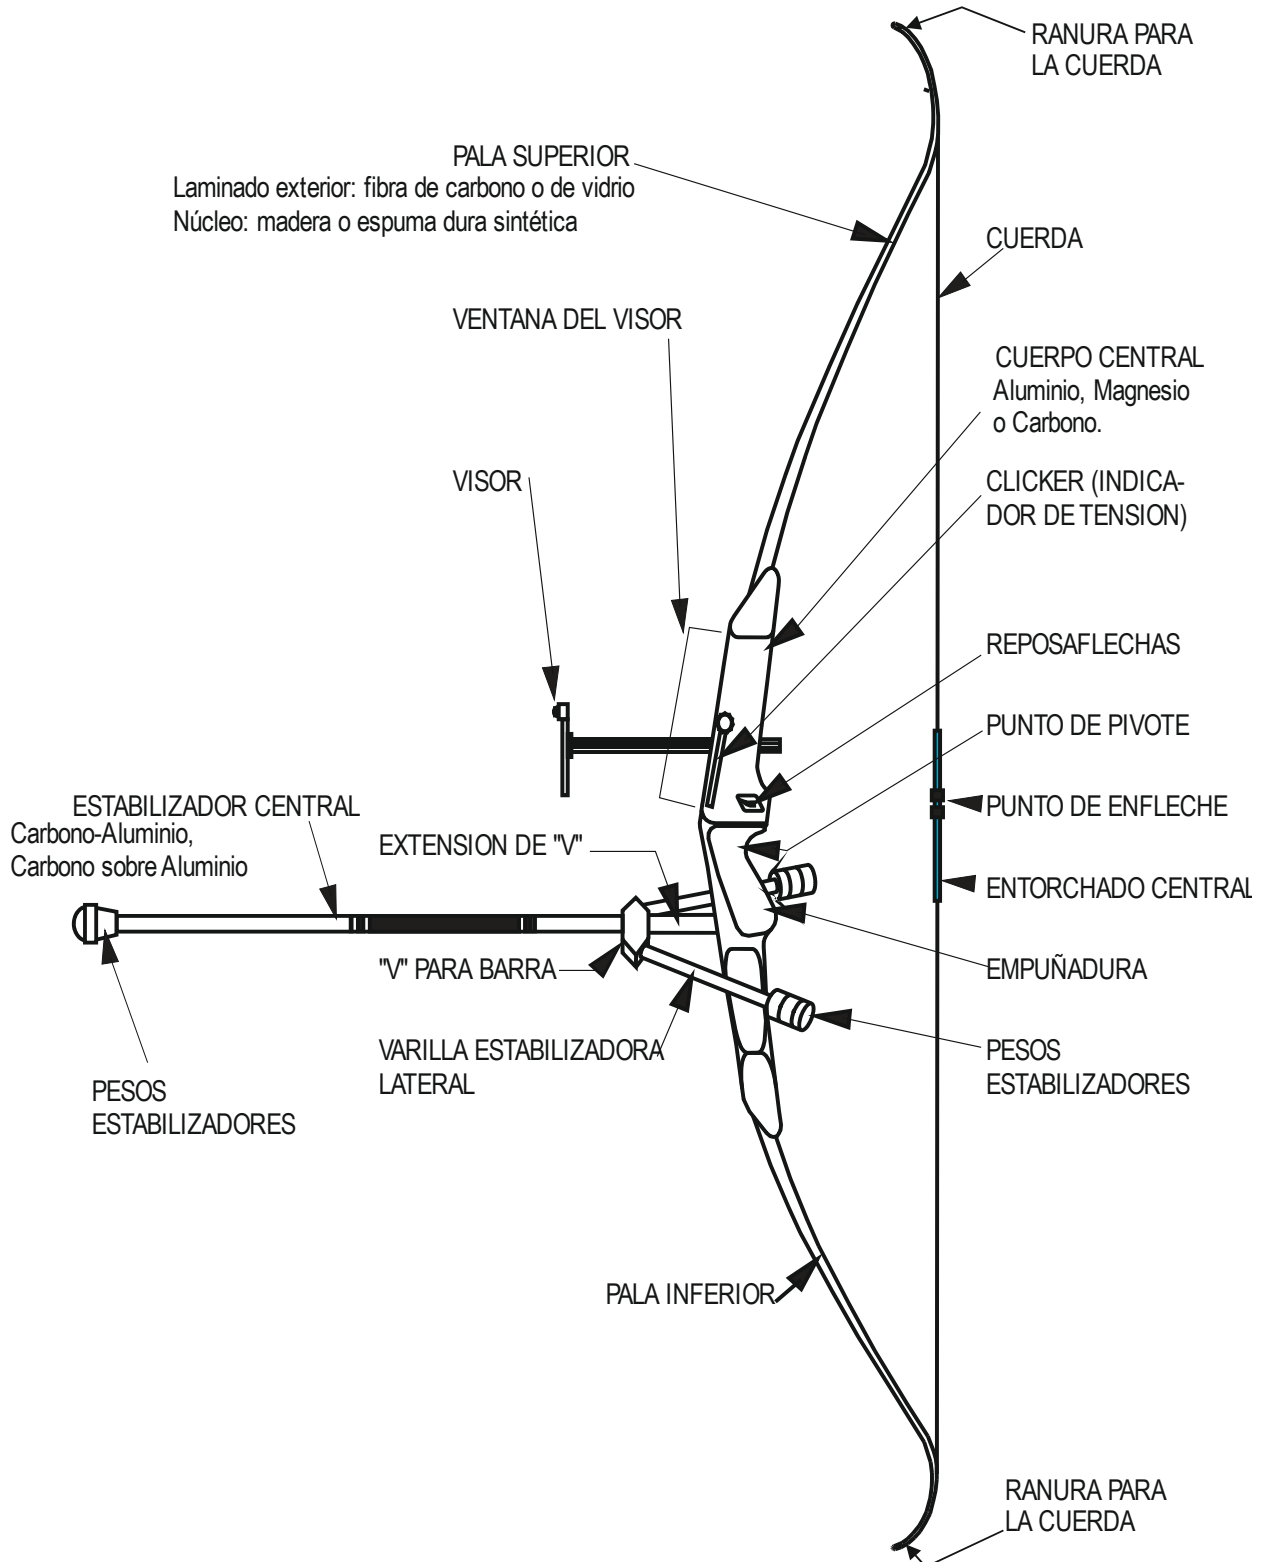 RANURA PARA
LA CUERDA
PALA SUPERIOR
Laminado exterior: fibra de carbono o de vidrio
Núcleo: madera o espuma dura sintética
CUERDA
VENTANA DEL VISOR
CUERPO CENTRAL
Aluminio, Magnesio
o Carbono.
VISOR
CLICKER (INDICA-
DOR DE TENSION)
REPOSAFLECHAS
PUNTO DE PIVOTE
ESTABILIZADOR CENTRAL
Carbono-Aluminio,
Carbono sobre Aluminio
PUNTO DE ENFLECHE
EXTENSION DE "V"
ENTORCHADO CENTRAL
"V" PARA BARRA
EMPUÑADURA
VARILLA ESTABILIZADORA
LATERAL
PESOS
ESTABILIZADORES
PESOS
ESTABILIZADORES
PALA INFERIOR
RANURA PARA
LA CUERDA